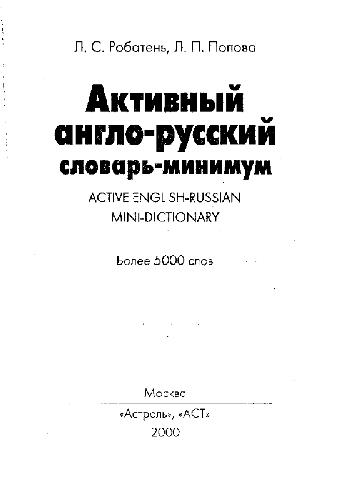 Л. С. Робатень, Л. П. Попова
Активный
англо-русский
словарь-минимум
ACTIVE ENGLISH-RUSSIAN
MINI-DICTIONARY
Более 5000 слов
Москва
«Астрель», «АСТ»
2000